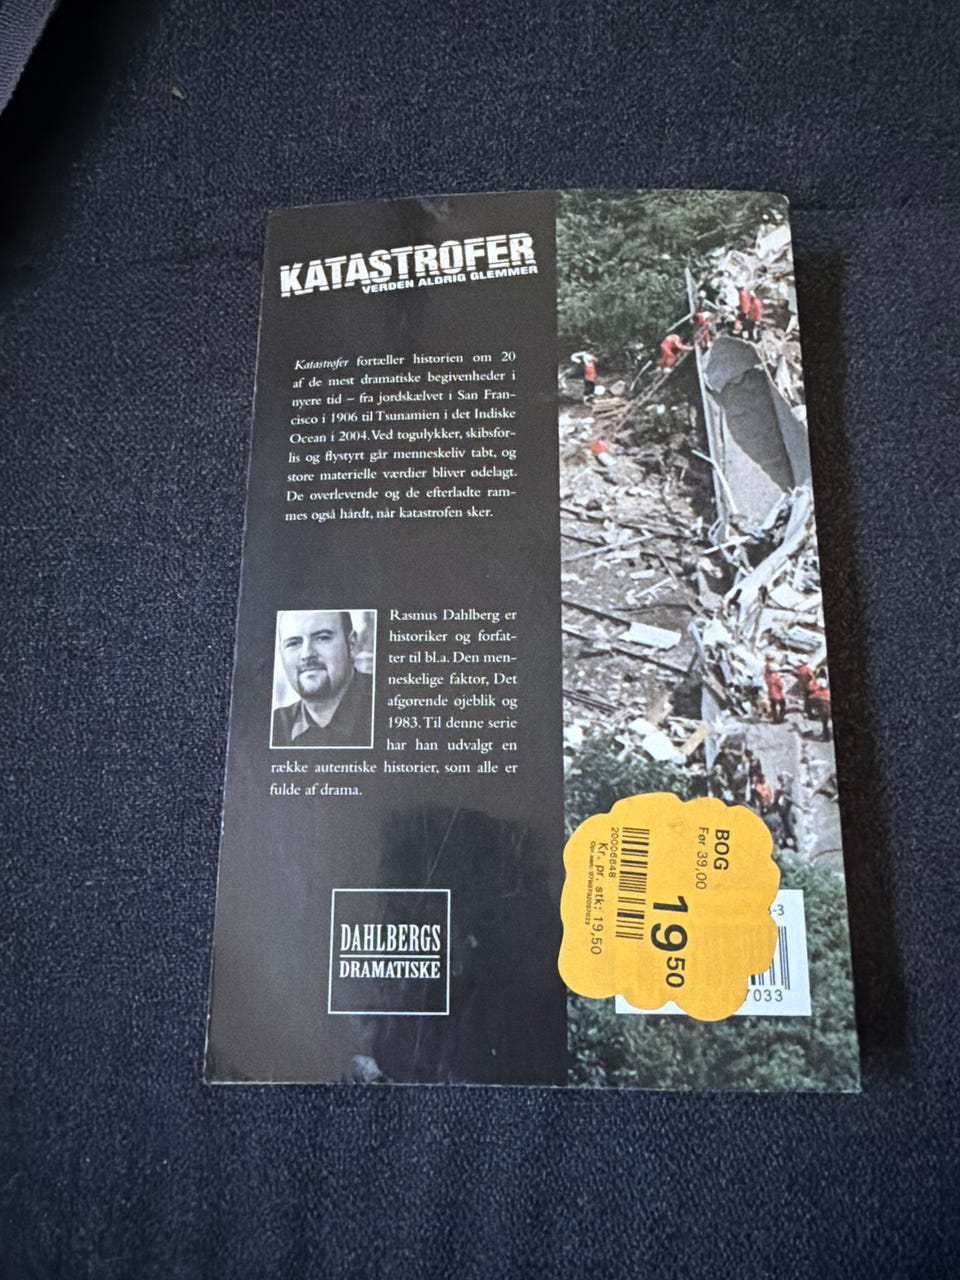 KATASTROFER
VERDEN ALDRIG GLEMMER
Katastrofer fortæller historien om 20
af de mest dramatiske begivenheder i
nyere tid – fra jordskælvet i San Fran-
cisco i 1906 til Tsunamien i det Indiske
Ocean i 2004. Ved togulykker, skibsfor-
lis og flystyrt går menneskeliv tabt, og
store materielle værdier bliver ødelagt.
De overlevende og de efterladte ram-
mes også hårdt, når katastrofen sker.
Rasmus Dahlberg er
historiker og forfat-
ter til bl.a. Den men-
neskelige faktor, Det
afgørende øjeblik og
1983. Til denne serie
har han udvalgt en
række autentiske historier, som alle er
fulde af drama.
DAHLBERGS
DRAMATISKE
BOG
Før 39,00
19 50
20006648
Kr. pr. stk: 19,50
-3
7033